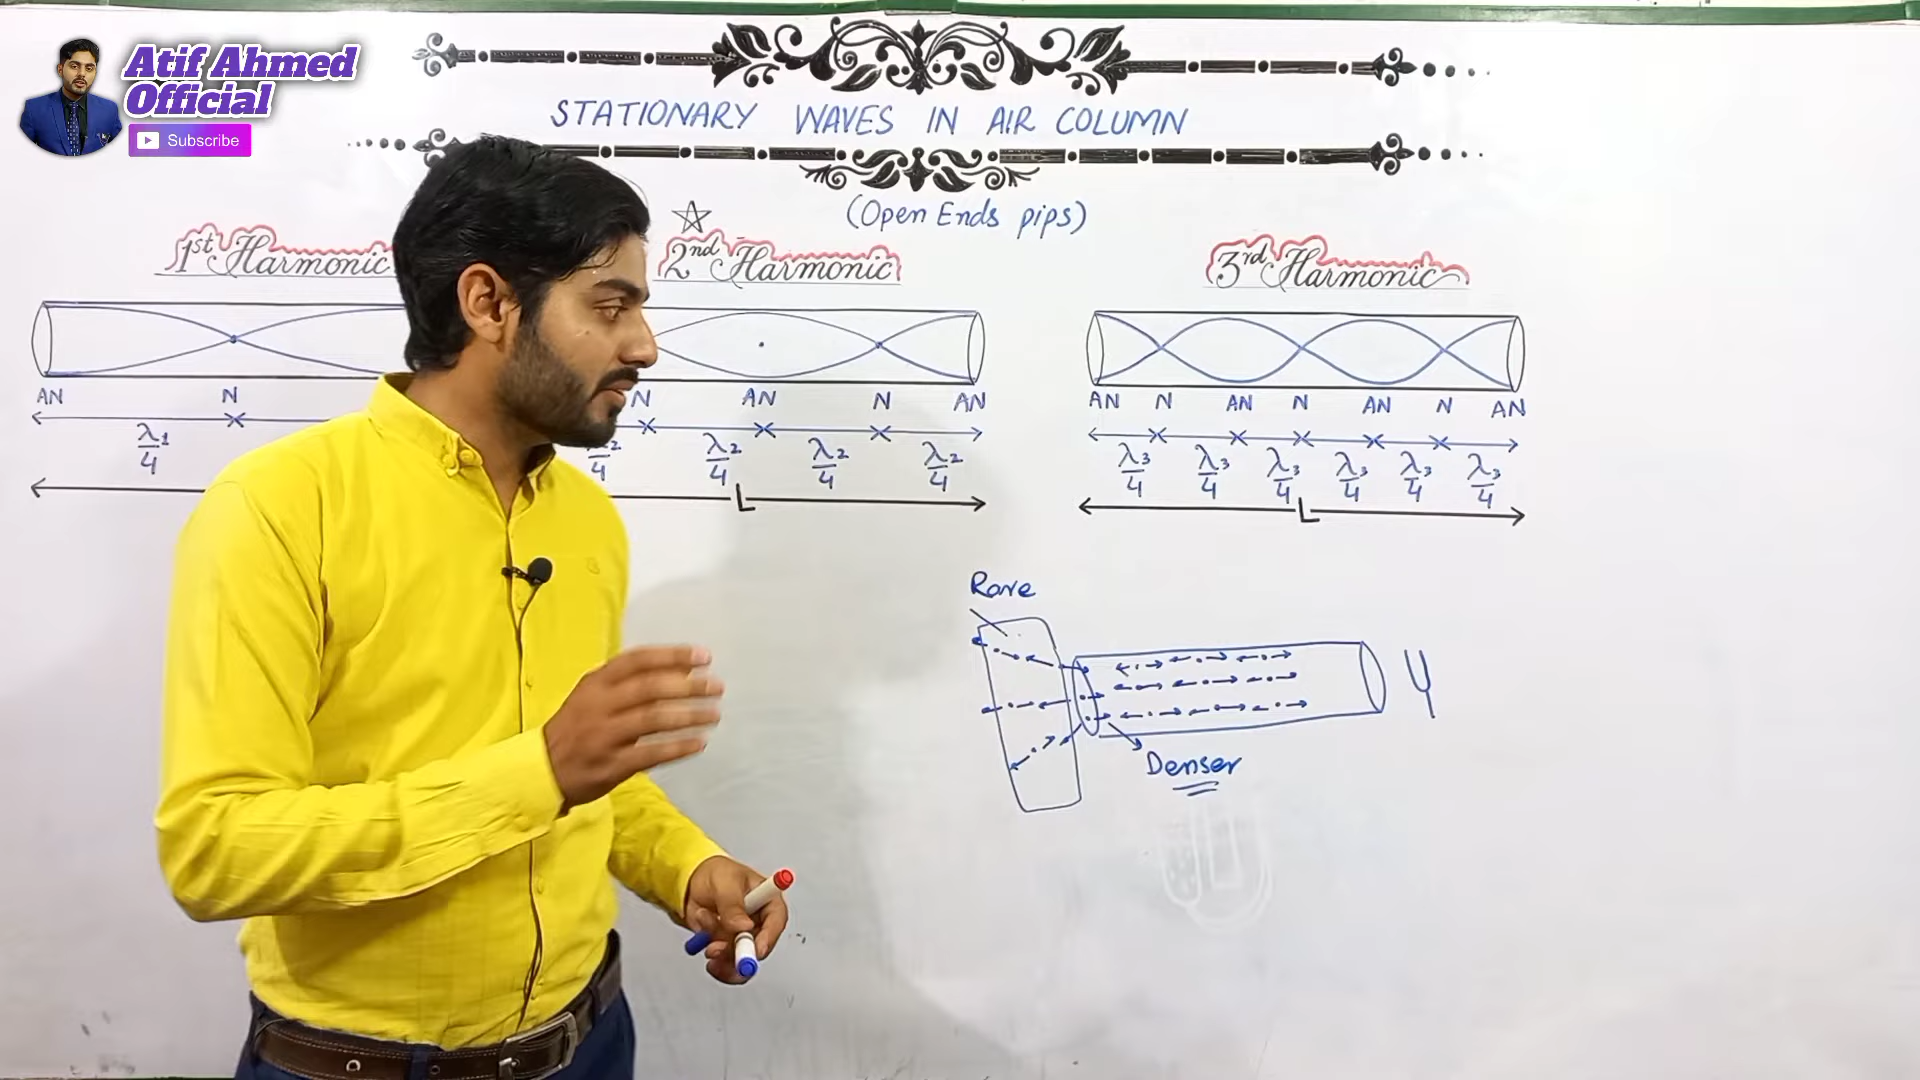 Atif Ahmed
Official
Subscribe
STATIONARY WAVES IN AIR COLUMN
(Open Ends pips)
1st Harmonic
2nd Harmonic
3rd Harmonic
AN N N AN N AN
AN N AN N AN N AN
λ1/4 λ2/4 λ2/4 λ2/4
λ3/4 λ3/4 λ3/4 λ3/4 λ3/4 λ3/4
L L
Rare
Denser